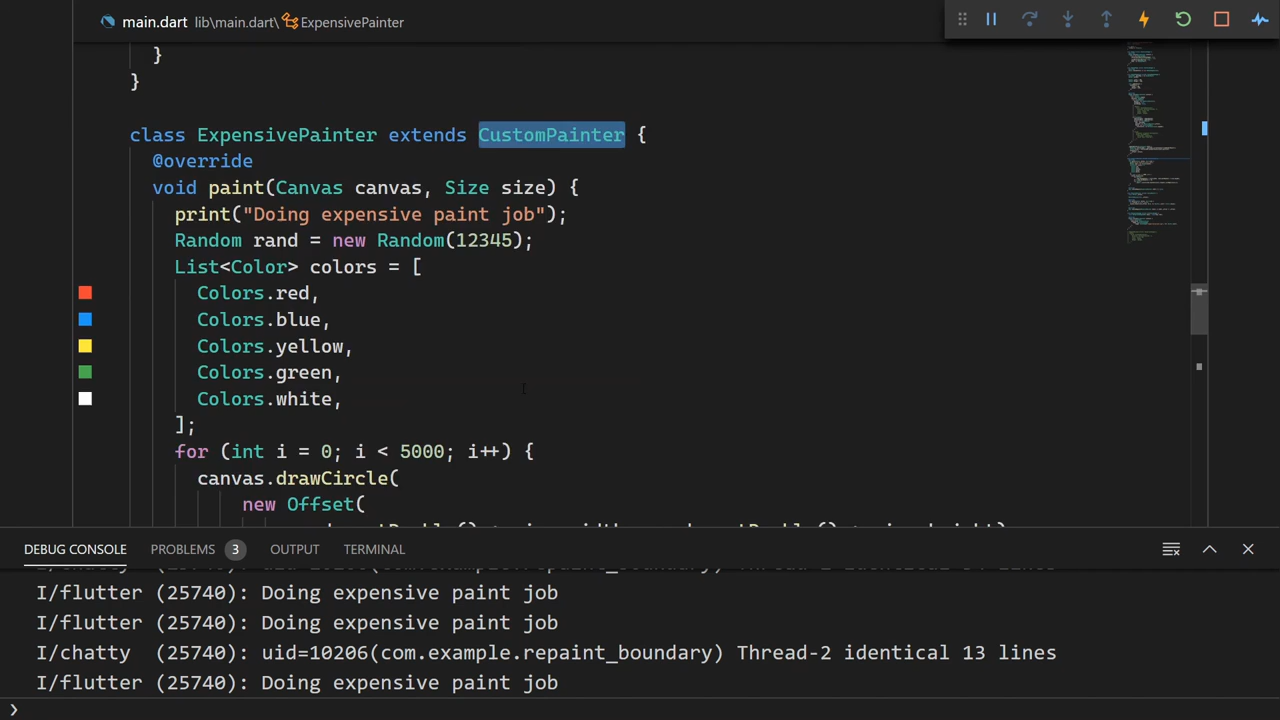 main.dart lib\main.dart\ ExpensivePainter
}
}
class ExpensivePainter extends CustomPainter {
@override
void paint(Canvas canvas, Size size) {
print("Doing expensive paint job");
Random rand = new Random(12345);
List<Color> colors = [
Colors.red,
Colors.blue,
Colors.yellow,
Colors.green,
Colors.white,
];
for (int i = 0; i < 5000; i++) {
canvas.drawCircle(
new Offset(
DEBUG CONSOLE PROBLEMS 3 OUTPUT TERMINAL
I/flutter (25740): Doing expensive paint job
I/flutter (25740): Doing expensive paint job
I/chatty (25740): uid=10206(com.example.repaint_boundary) Thread-2 identical 13 lines
I/flutter (25740): Doing expensive paint job